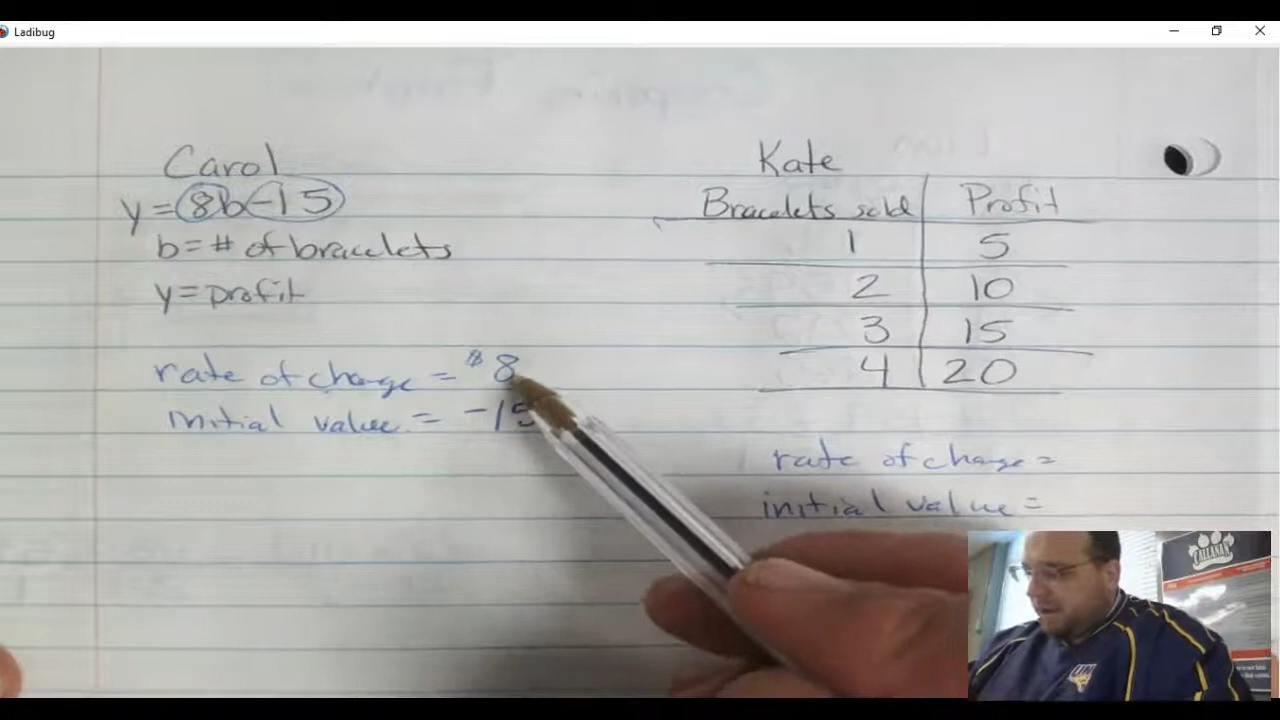 Ladibug
Carol
y = 8b - 15
b = # of bracelets
y = profit
rate of change = $8
initial value = -15
Kate
Bracelets sold Profit
1 5
2 10
3 15
4 20
rate of change =
initial value =
CALLANAN